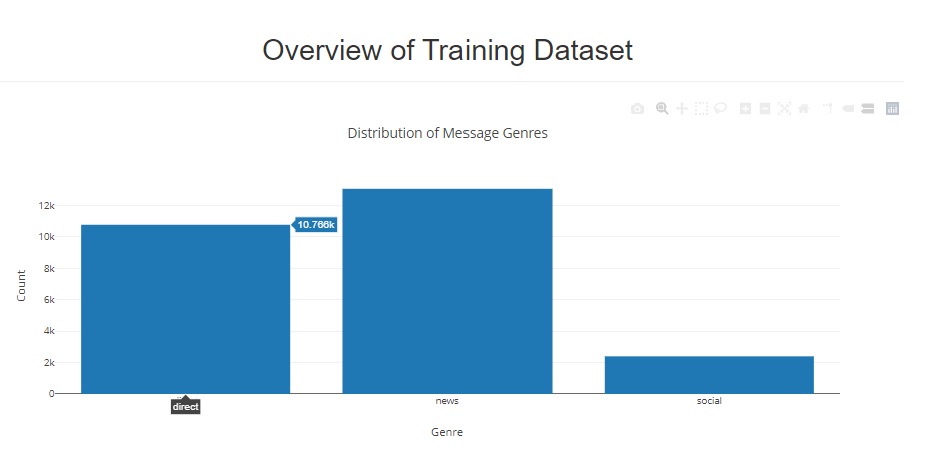 Overview of Training Dataset
Distribution of Message Genres
12k
10k
8k
6k
4k
2k
0
Count
10.766k
direct
news
social
Genre